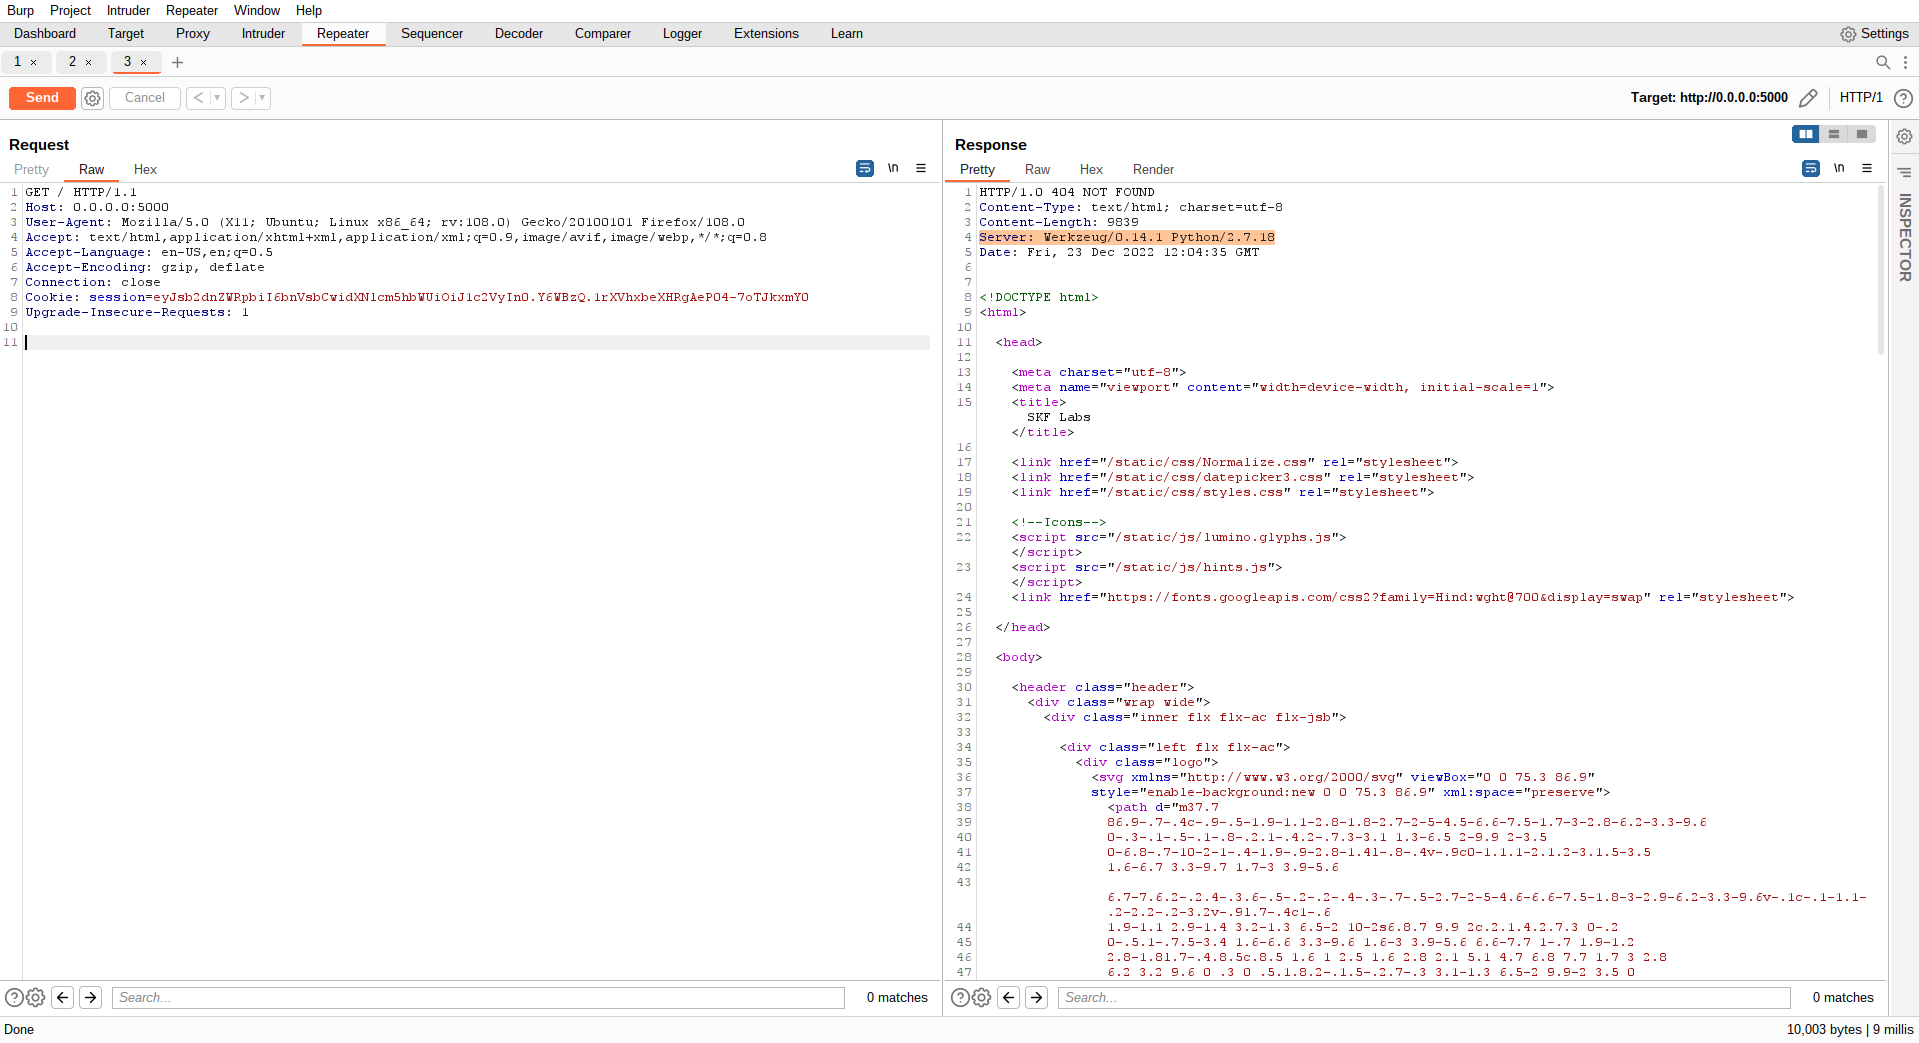 Burp Project Intruder Repeater Window Help
Dashboard Target Proxy Intruder Repeater Sequencer Decoder Comparer Logger Extensions Learn Settings
1 × 2 × 3 × +
Send Cancel < ▾ > ▾ Target: http://0.0.0.0:5000 HTTP/1 ?
Request
Pretty Raw Hex \n
1 GET / HTTP/1.1
2 Host: 0.0.0.0:5000
3 User-Agent: Mozilla/5.0 (X11; Ubuntu; Linux x86_64; rv:108.0) Gecko/20100101 Firefox/108.0
4 Accept: text/html,application/xhtml+xml,application/xml;q=0.9,image/avif,image/webp,*/*;q=0.8
5 Accept-Language: en-US,en;q=0.5
6 Accept-Encoding: gzip, deflate
7 Connection: close
8 Cookie: session=eyJsb2dnZWRpbiI6bnVsbCwidXNlcm5hbWUiOiJ1c2VyIn0.Y6WBzQ.1rXVhxbeXHRgAePO4-7oTJkxmY0
9 Upgrade-Insecure-Requests: 1
10
11
? Search... 0 matches
Response
Pretty Raw Hex Render \n
1 HTTP/1.0 404 NOT FOUND
2 Content-Type: text/html; charset=utf-8
3 Content-Length: 9839
4 Server: Werkzeug/0.14.1 Python/2.7.18
5 Date: Fri, 23 Dec 2022 12:04:35 GMT
6
7
8 <!DOCTYPE html>
9 <html>
10
11 <head>
12
13 <meta charset="utf-8">
14 <meta name="viewport" content="width=device-width, initial-scale=1">
15 <title>
SKF Labs
</title>
16
17 <link href="/static/css/Normalize.css" rel="stylesheet">
18 <link href="/static/css/datepicker3.css" rel="stylesheet">
19 <link href="/static/css/styles.css" rel="stylesheet">
20
21 <!--Icons-->
22 <script src="/static/js/lumino.glyphs.js">
</script>
23 <script src="/static/js/hints.js">
</script>
24 <link href="https://fonts.googleapis.com/css2?family=Hind:wght@700&display=swap" rel="stylesheet">
25
26 </head>
27
28 <body>
29
30 <header class="header">
31 <div class="wrap wide">
32 <div class="inner flx flx-ac flx-jsb">
33
34 <div class="left flx flx-ac">
35 <div class="logo">
36 <svg xmlns="http://www.w3.org/2000/svg" viewBox="0 0 75.3 86.9"
37 style="enable-background:new 0 0 75.3 86.9" xml:space="preserve">
38 <path d="m37.7
39 86.9-.7-.4c-.9-.5-1.9-1.1-2.8-1.8-2.7-2-5-4.5-6.6-7.5-1.7-3-2.8-6.2-3.3-9.6
40 0-.3-.1-.5-.1-.8-.2.1-.4.2-.7.3-3.1 1.3-6.5 2-9.9 2-3.5
41 0-6.8-.7-10-2-1-.4-1.9-.9-2.8-1.4l-.8-.4v-.9c0-1.1.1-2.1.2-3.1.5-3.5
42 1.6-6.7 3.3-9.7 1.7-3 3.9-5.6
43
6.7-7.6.2-.2.4-.3.6-.5-.2-.2-.4-.3-.7-.5-2.7-2-5-4.6-6.6-7.5-1.8-3-2.9-6.2-3.3-9.6v-.1c-.1-1.1-
.2-2.2-.2-3.2v-.9l.7-.4c1-.6
44 1.9-1.1 2.9-1.4 3.2-1.3 6.5-2 10-2s6.8.7 9.9 2c.2.1.4.2.7.3 0-.2
45 0-.5.1-.7.5-3.4 1.6-6.6 3.3-9.6 1.6-3 3.9-5.6 6.6-7.7 1-.7 1.9-1.2
46 2.8-1.8l.7-.4.8.5c.8.5 1.6 1 2.5 1.6 2.8 2.1 5.1 4.7 6.8 7.7 1.7 3 2.8
47 6.2 3.2 9.6 0 .3 0 .5.1.8.2-.1.5-.2.7-.3 3.1-1.3 6.5-2 9.9-2 3.5 0
? Search... 0 matches
INSPECTOR
Done 10,003 bytes | 9 millis